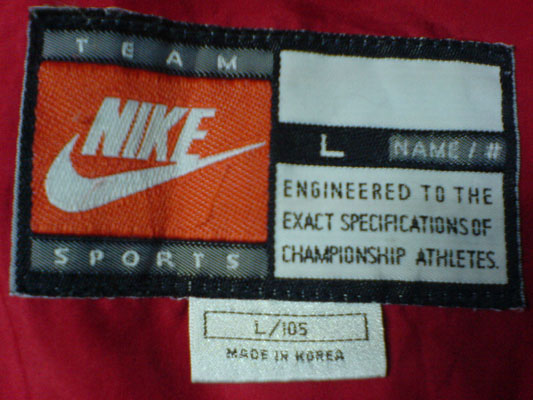 TEAM
NIKE
SPORTS
L NAME / #
ENGINEERED TO THE
EXACT SPECIFICATIONS OF
CHAMPIONSHIP ATHLETES.
L/105
MADE IN KOREA